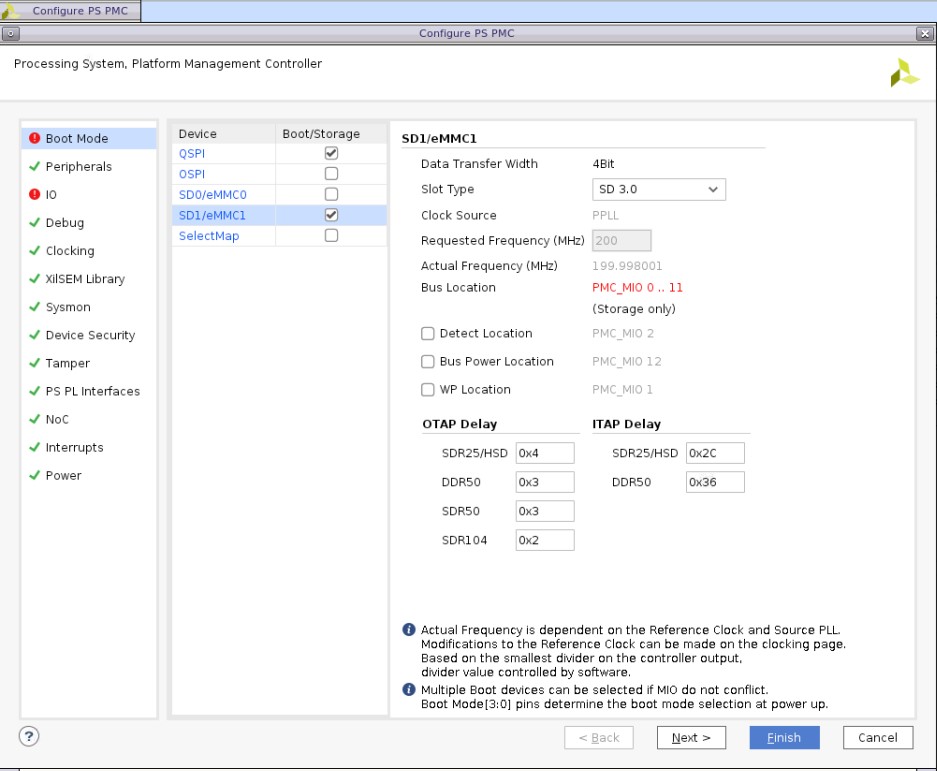 Configure PS PMC
Configure PS PMC
Processing System, Platform Management Controller
Boot Mode
Peripherals
IO
Debug
Clocking
XilSEM Library
Sysmon
Device Security
Tamper
PS PL Interfaces
NoC
Interrupts
Power
Device Boot/Storage
QSPI
OSPI
SD0/eMMC0
SD1/eMMC1
SelectMap
SD1/eMMC1
Data Transfer Width 4Bit
Slot Type SD 3.0
Clock Source PPLL
Requested Frequency (MHz) 200
Actual Frequency (MHz) 199.998001
Bus Location PMC_MIO 0 .. 11
(Storage only)
Detect Location PMC_MIO 2
Bus Power Location PMC_MIO 12
WP Location PMC_MIO 1
OTAP Delay ITAP Delay
SDR25/HSD 0x4 SDR25/HSD 0x2C
DDR50 0x3 DDR50 0x36
SDR50 0x3
SDR104 0x2
Actual Frequency is dependent on the Reference Clock and Source PLL.
Modifications to the Reference Clock can be made on the clocking page.
Based on the smallest divider on the controller output,
divider value controlled by software.
Multiple Boot devices can be selected if MIO do not conflict.
Boot Mode[3:0] pins determine the boot mode selection at power up.
? < Back Next > Finish Cancel